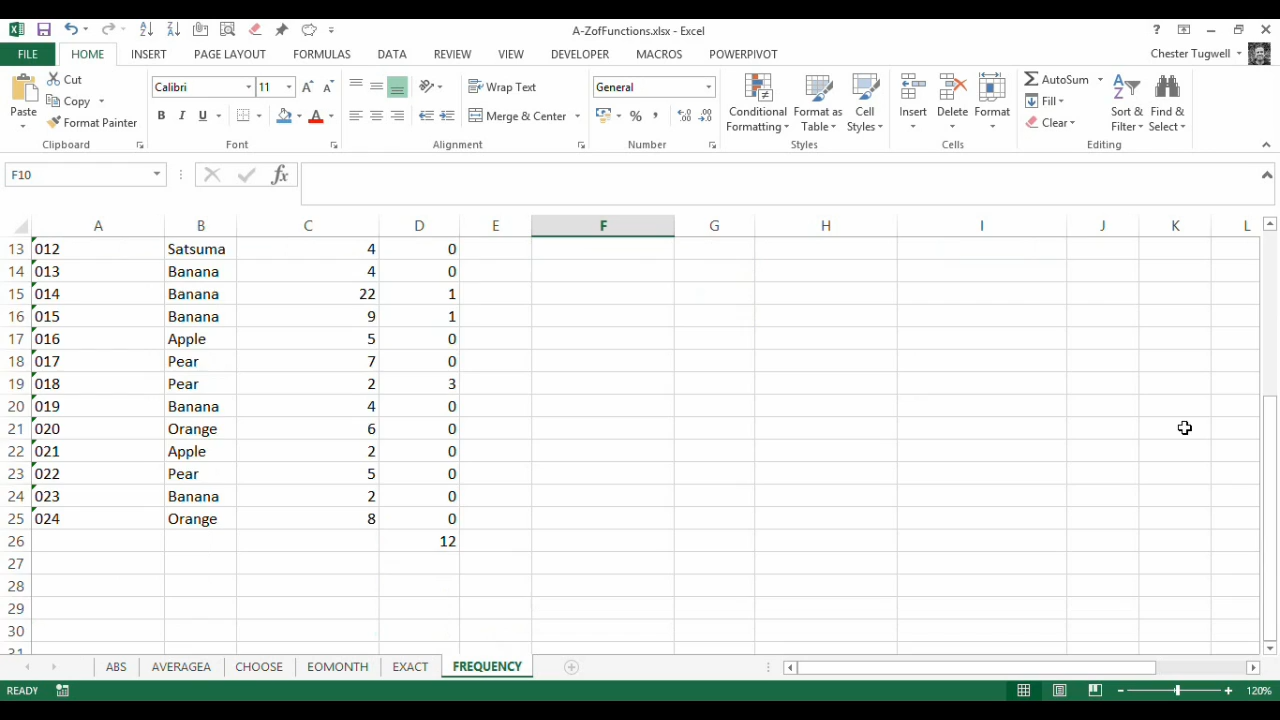 A-ZofFunctions.xlsx - Excel
FILE HOME INSERT PAGE LAYOUT FORMULAS DATA REVIEW VIEW DEVELOPER MACROS POWERPIVOT Chester Tugwell
Paste Cut Copy Format Painter
Clipboard
Calibri 11
B I U A
Font
Wrap Text
Merge & Center
Alignment
General
%
Number
Conditional Formatting
Format as Table
Cell Styles
Styles
Insert Delete Format
Cells
AutoSum
Fill
Clear
Sort & Filter
Find & Select
Editing
F10 fx
A B C D E F G H I J K L
13 012 Satsuma 4 0
14 013 Banana 4 0
15 014 Banana 22 1
16 015 Banana 9 1
17 016 Apple 5 0
18 017 Pear 7 0
19 018 Pear 2 3
20 019 Banana 4 0
21 020 Orange 6 0
22 021 Apple 2 0
23 022 Pear 5 0
24 023 Banana 2 0
25 024 Orange 8 0
26 12
27
28
29
30
31
ABS AVERAGEA CHOOSE EOMONTH EXACT FREQUENCY
READY 120%